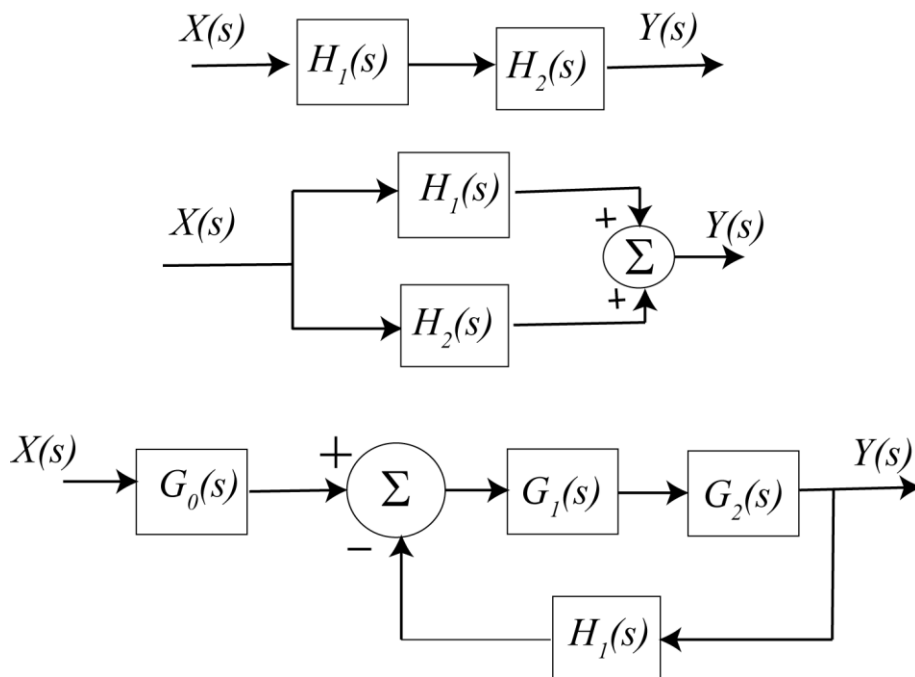 X(s) H₁(s) H₂(s) Y(s)
H₁(s)
X(s) + Σ Y(s)
+
H₂(s)
X(s) G₀(s) + Σ G₁(s) G₂(s) Y(s)
−
H₁(s)